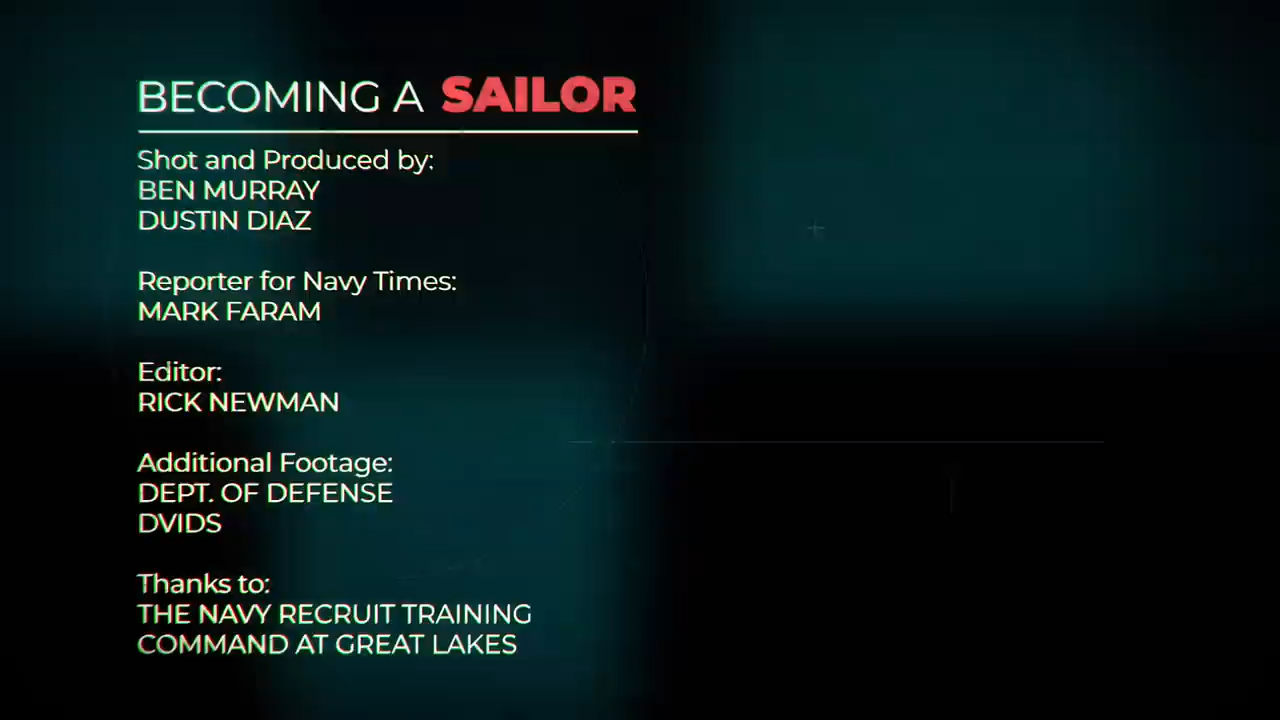 BECOMING A SAILOR
Shot and Produced by:
BEN MURRAY
DUSTIN DIAZ
Reporter for Navy Times:
MARK FARAM
Editor:
RICK NEWMAN
Additional Footage:
DEPT. OF DEFENSE
DVIDS
Thanks to:
THE NAVY RECRUIT TRAINING
COMMAND AT GREAT LAKES